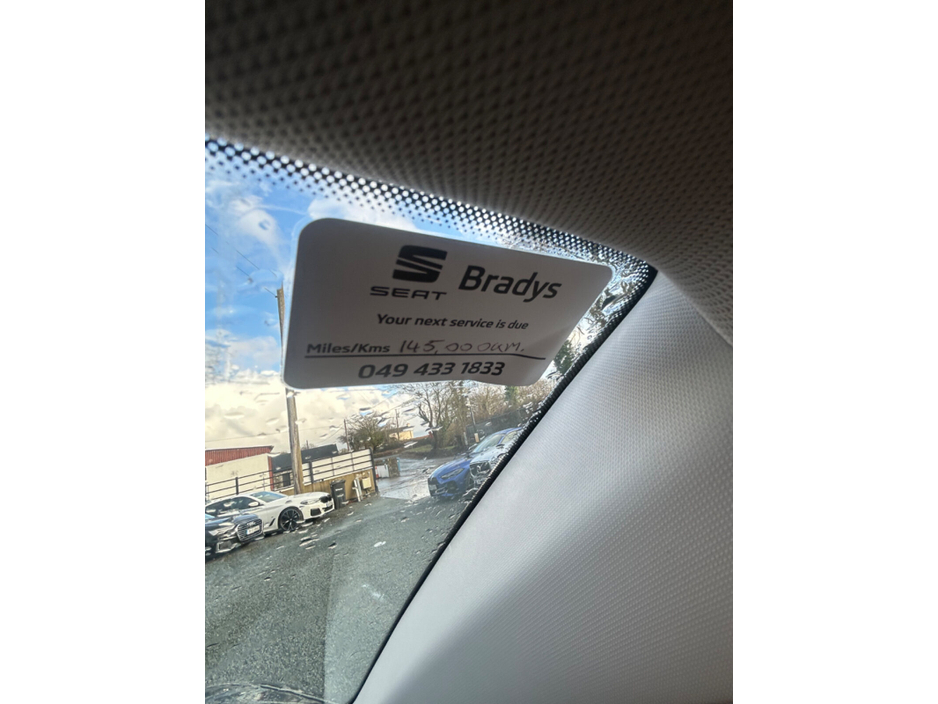 SEAT Bradys
Your next service is due
Miles/Kms 145,000km.
049 433 1833